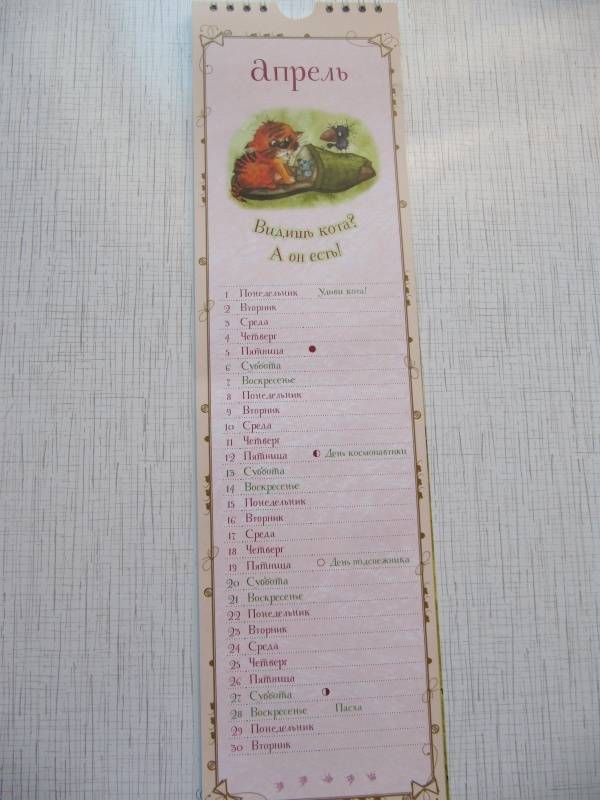 апрель
Видишь кота?
А он есть!
1 Понедельник Удиви кота!
2 Вторник
3 Среда
4 Четверг
5 Пятница
6 Суббота
7 Воскресенье
8 Понедельник
9 Вторник
10 Среда
11 Четверг
12 Пятница День космонавтики
13 Суббота
14 Воскресенье
15 Понедельник
16 Вторник
17 Среда
18 Четверг
19 Пятница День подснежника
20 Суббота
21 Воскресенье
22 Понедельник
23 Вторник
24 Среда
25 Четверг
26 Пятница
27 Суббота
28 Воскресенье Пасха
29 Понедельник
30 Вторник